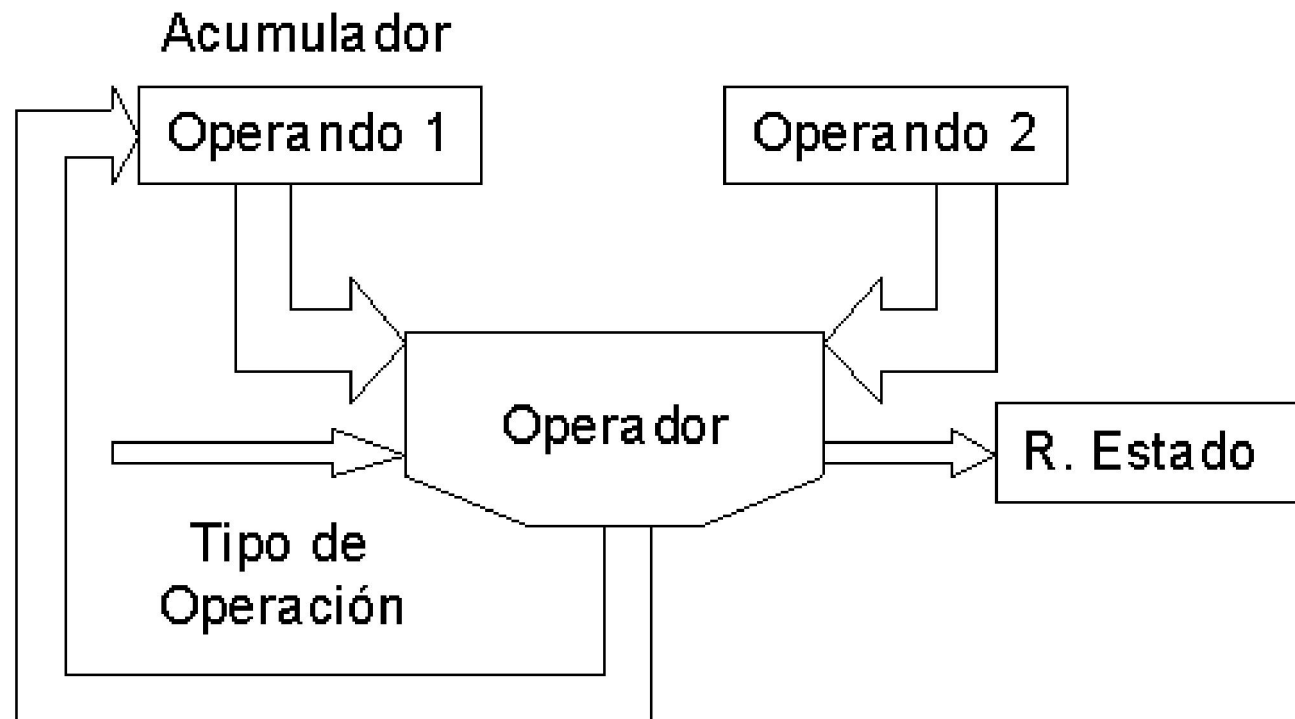 Acumulador
Operando 1
Operando 2
Operador
R. Estado
Tipo de
Operación